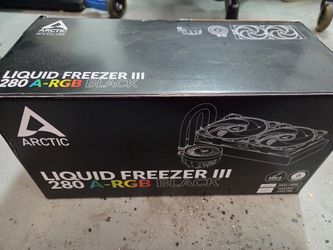 ARCTIC
LIQUID FREEZER III
280 A-RGB BLACK
ARCTIC
LIQUID FREEZER III
280 A-RGB BLACK